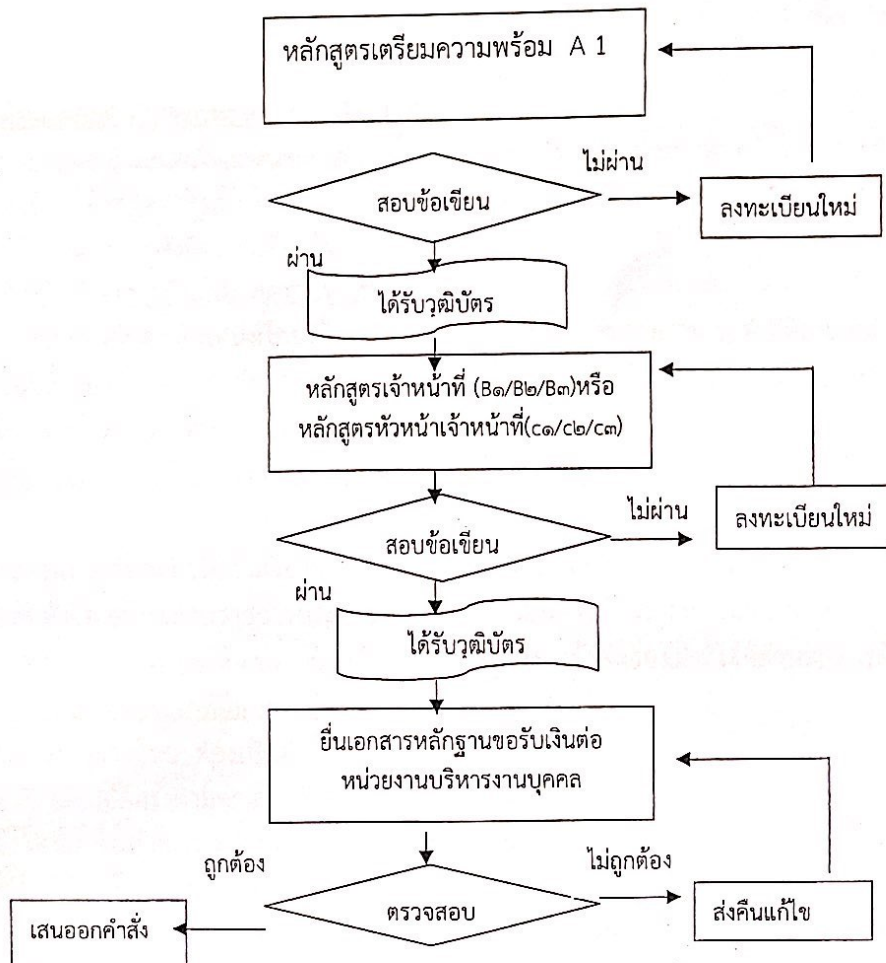 หลักสูตรเตรียมความพร้อม A 1
ไม่ผ่าน
สอบข้อเขียน
ลงทะเบียนใหม่
ผ่าน
ได้รับวุฒิบัตร
หลักสูตรเจ้าหน้าที่ (B๑/B๒/B๓)หรือ
หลักสูตรหัวหน้าเจ้าหน้าที่(c๑/c๒/c๓)
ไม่ผ่าน
ลงทะเบียนใหม่
สอบข้อเขียน
ผ่าน
ได้รับวุฒิบัตร
ยื่นเอกสารหลักฐานขอรับเงินต่อ
หน่วยงานบริหารงานบุคคล
ถูกต้อง
ไม่ถูกต้อง
ตรวจสอบ
ส่งคืนแก้ไข
เสนอออกคำสั่ง